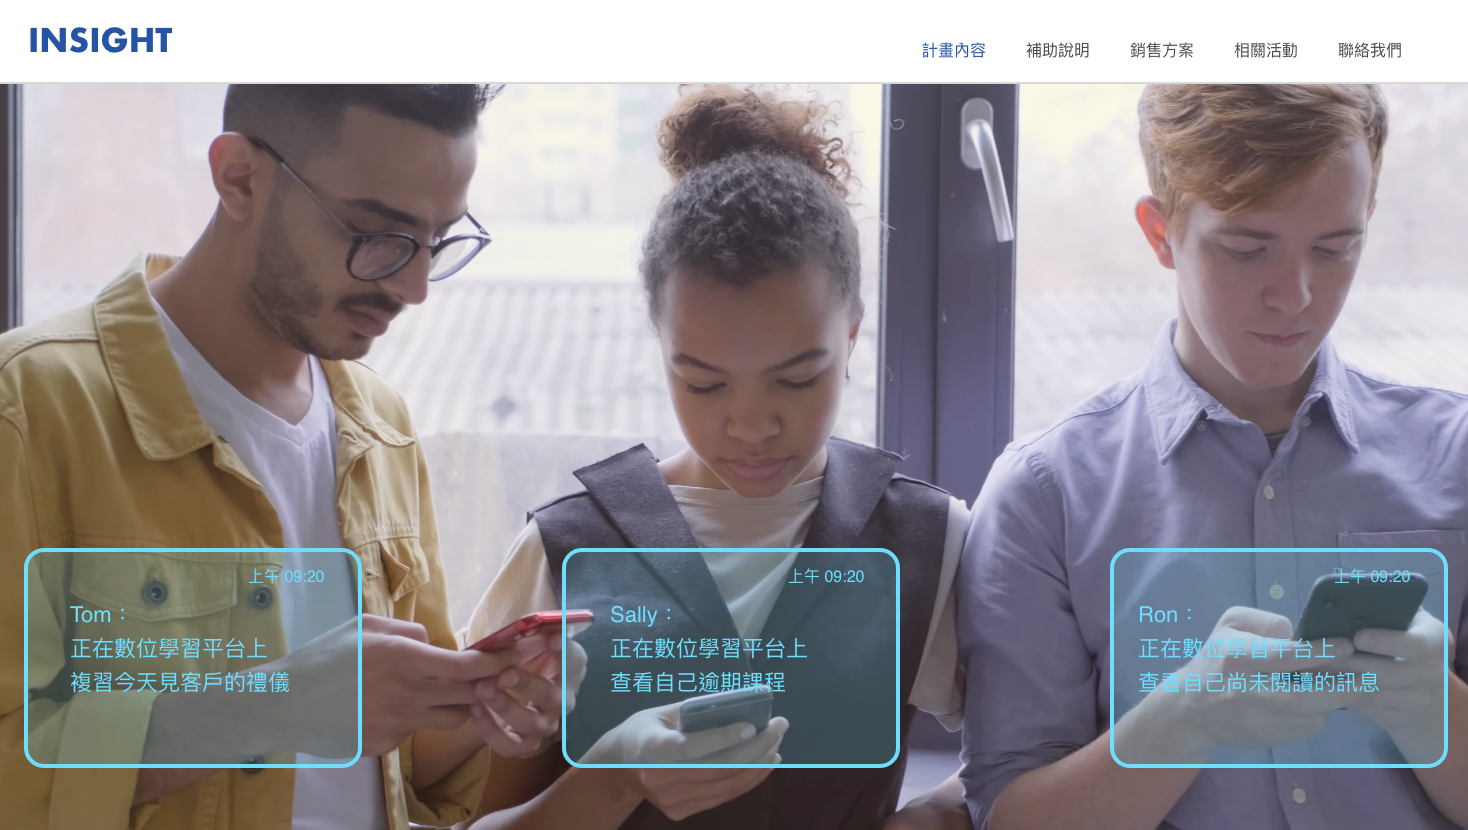 INSIGHT
計畫內容 補助說明 銷售方案 相關活動 聯絡我們
上午 09:20
Tom：
正在數位學習平台上
複習今天見客戶的禮儀
上午 09:20
Sally：
正在數位學習平台上
查看自己逾期課程
上午 09:20
Ron：
正在數位學習平台上
查看自己尚未閱讀的訊息